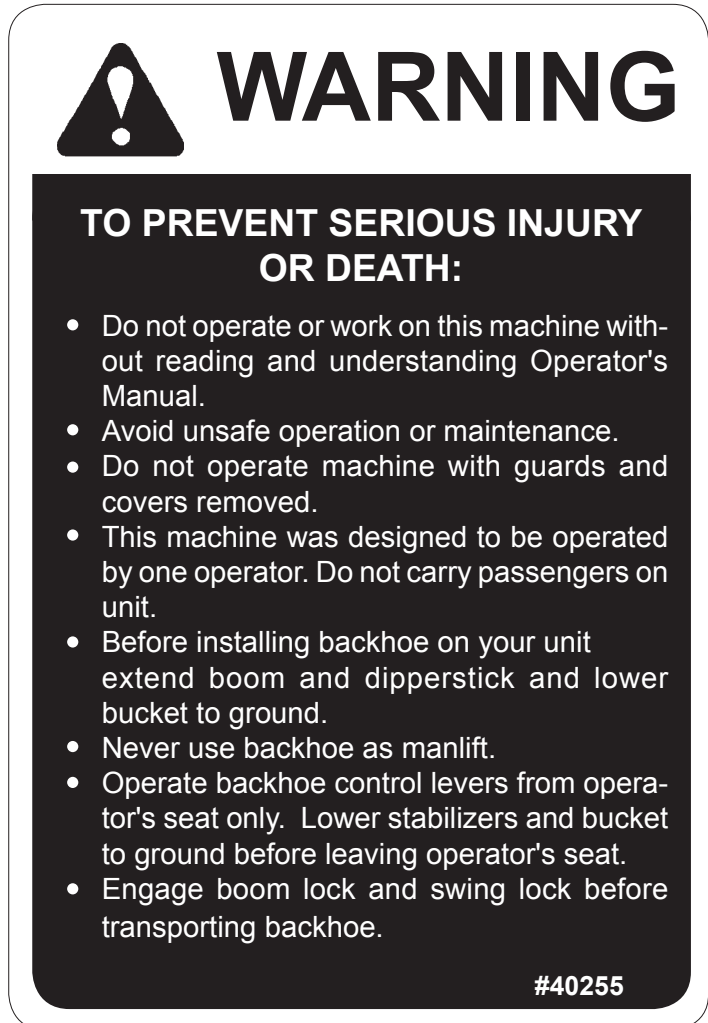 WARNING
TO PREVENT SERIOUS INJURY
OR DEATH:
• Do not operate or work on this machine with-
out reading and understanding Operator's
Manual.
• Avoid unsafe operation or maintenance.
• Do not operate machine with guards and
covers removed.
• This machine was designed to be operated
by one operator. Do not carry passengers on
unit.
• Before installing backhoe on your unit
extend boom and dipperstick and lower
bucket to ground.
• Never use backhoe as manlift.
• Operate backhoe control levers from opera-
tor's seat only.  Lower stabilizers and bucket
to ground before leaving operator's seat.
• Engage boom lock and swing lock before
transporting backhoe.
#40255